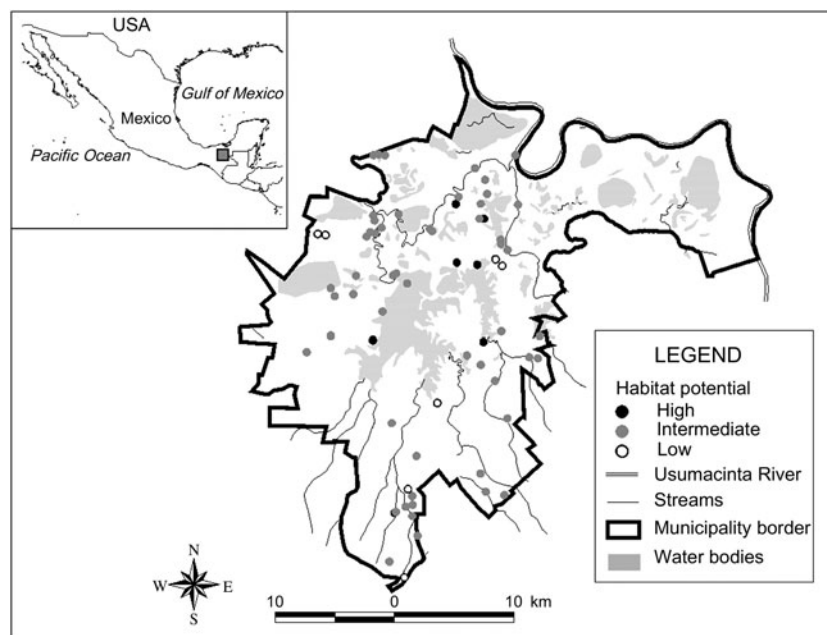 USA
Gulf of Mexico
Mexico
Pacific Ocean
LEGEND
Habitat potential
High
Intermediate
Low
Usumacinta River
Streams
Municipality border
Water bodies
N
W E
S
10 0 10 km